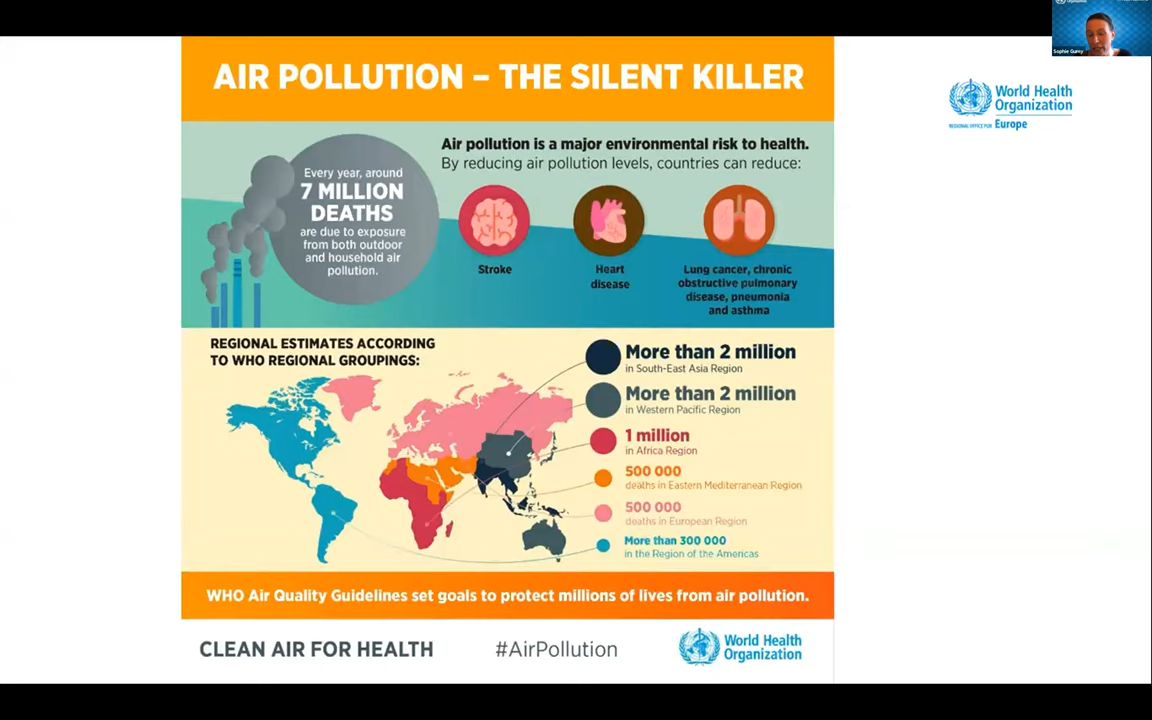 AIR POLLUTION – THE SILENT KILLER
World Health
Organization
REGIONAL OFFICE FOR Europe
Air pollution is a major environmental risk to health.
By reducing air pollution levels, countries can reduce:
Every year, around
7 MILLION
DEATHS
are due to exposure
from both outdoor
and household air
pollution.
Stroke
Heart
disease
Lung cancer, chronic
obstructive pulmonary
disease, pneumonia
and asthma
REGIONAL ESTIMATES ACCORDING
TO WHO REGIONAL GROUPINGS:
More than 2 million
in South-East Asia Region
More than 2 million
in Western Pacific Region
1 million
in Africa Region
500 000
deaths in Eastern Mediterranean Region
500 000
deaths in European Region
More than 300 000
in the Region of the Americas
WHO Air Quality Guidelines set goals to protect millions of lives from air pollution.
CLEAN AIR FOR HEALTH
#AirPollution
World Health
Organization